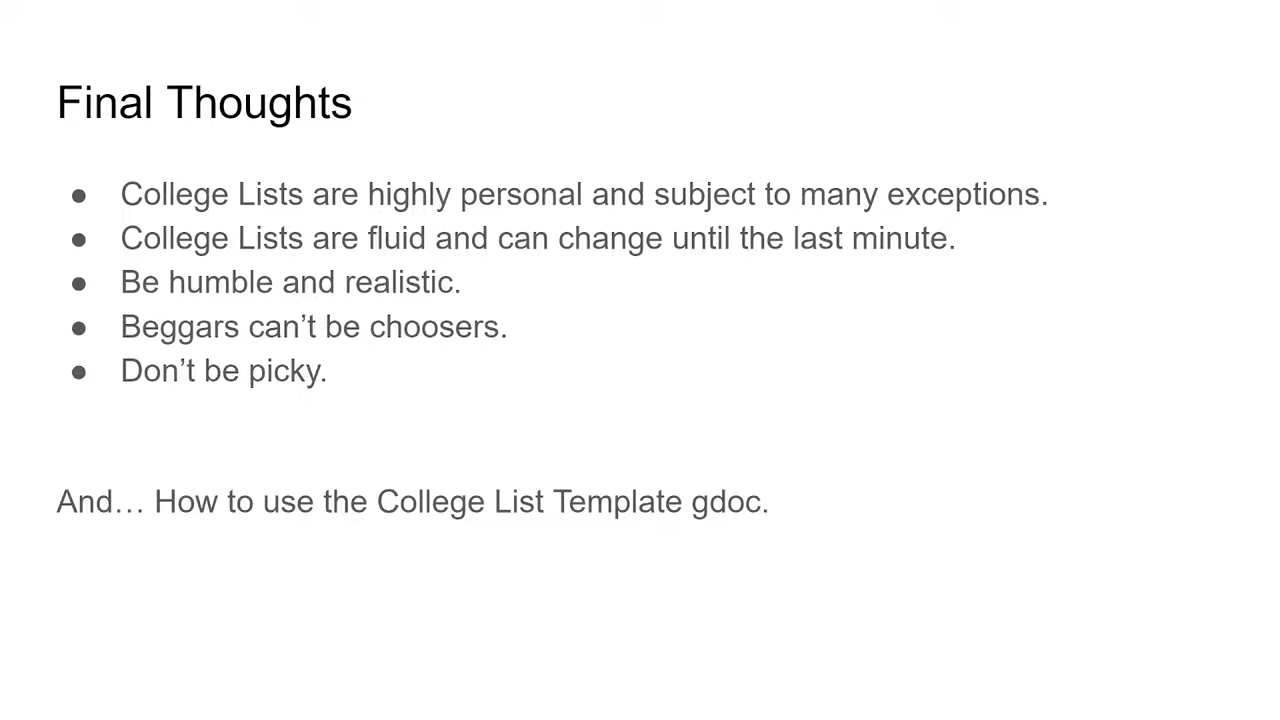 Final Thoughts
● College Lists are highly personal and subject to many exceptions.
● College Lists are fluid and can change until the last minute.
● Be humble and realistic.
● Beggars can’t be choosers.
● Don’t be picky.
And… How to use the College List Template gdoc.